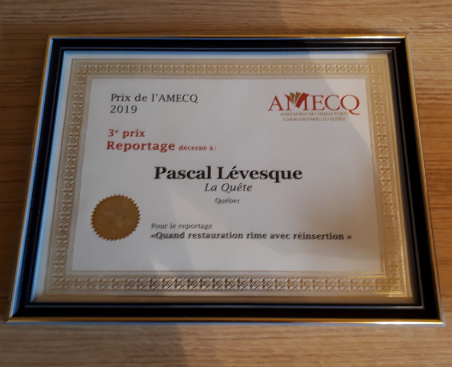 Prix de l'AMECQ
2019
AMECQ
ASSOCIATION DES MÉDIAS ÉCRITS
COMMUNAUTAIRES DU QUÉBEC
3e prix
Reportage décerné à :
Pascal Lévesque
La Quête
Québec
Pour le reportage
«Quand restauration rime avec réinsertion »